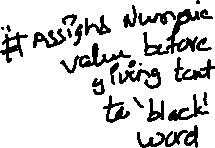 # Assigns Numeric
value before
giving text
to 'black'
word